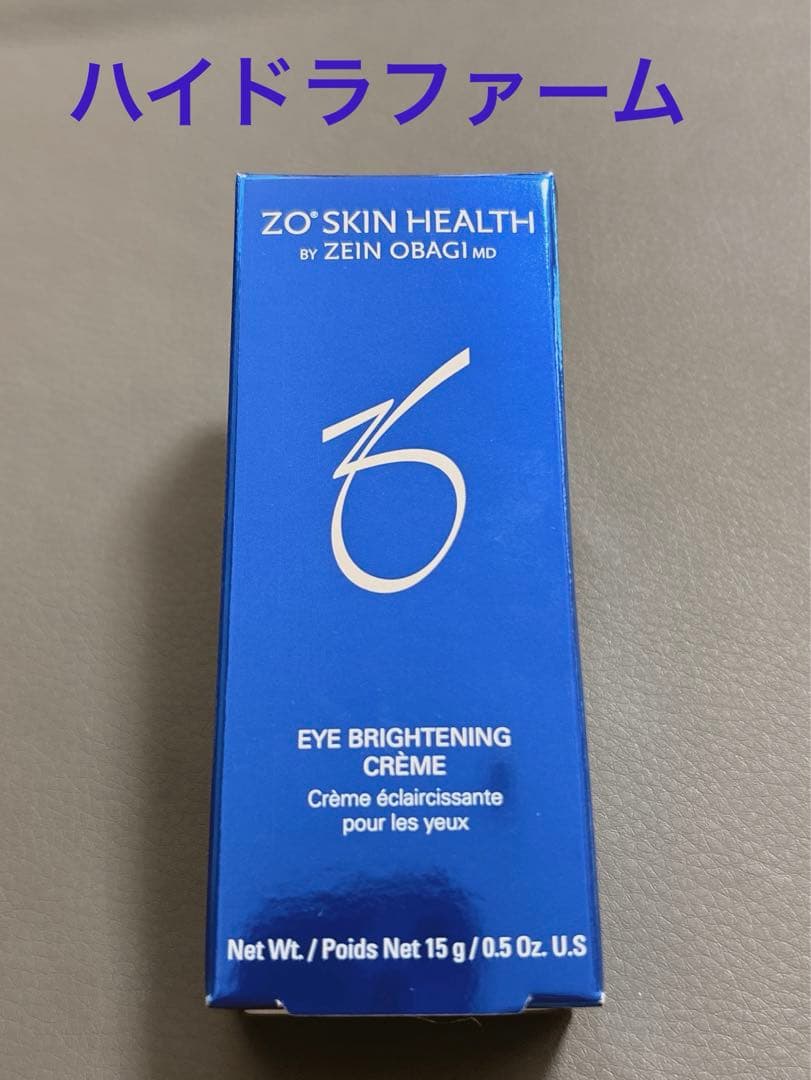 ハイドラファーム
ZO® SKIN HEALTH
BY ZEIN OBAGI MD
EYE BRIGHTENING
CRÈME
Crème éclaircissante
pour les yeux
Net Wt. / Poids Net 15 g / 0.5 Oz. U.S